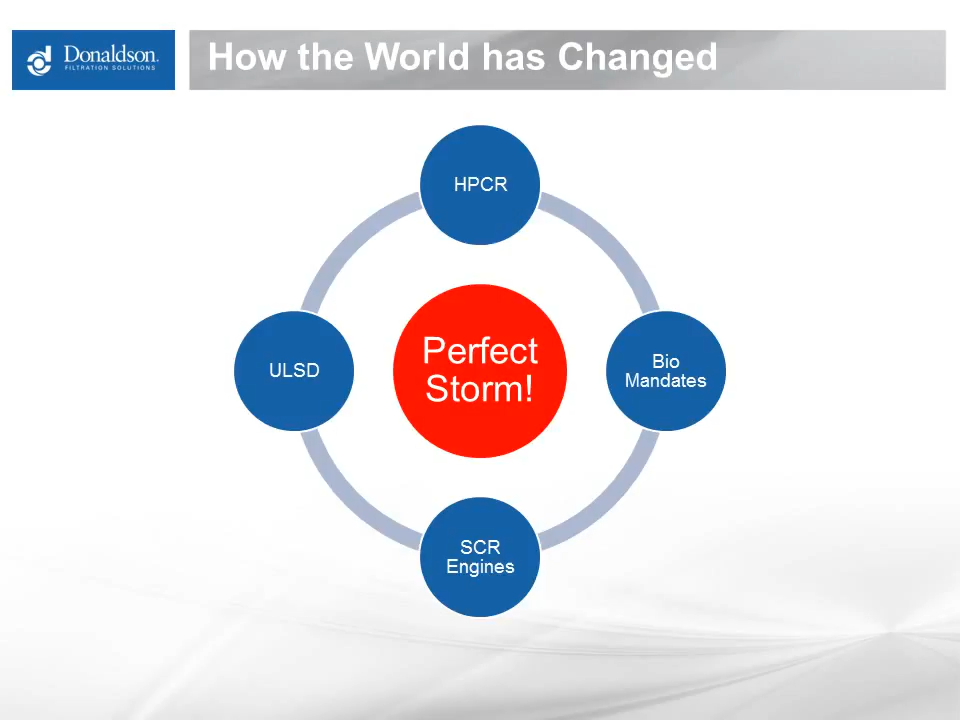 Donaldson.
FILTRATION SOLUTIONS
How the World has Changed
HPCR
ULSD
Perfect
Storm!
Bio
Mandates
SCR
Engines